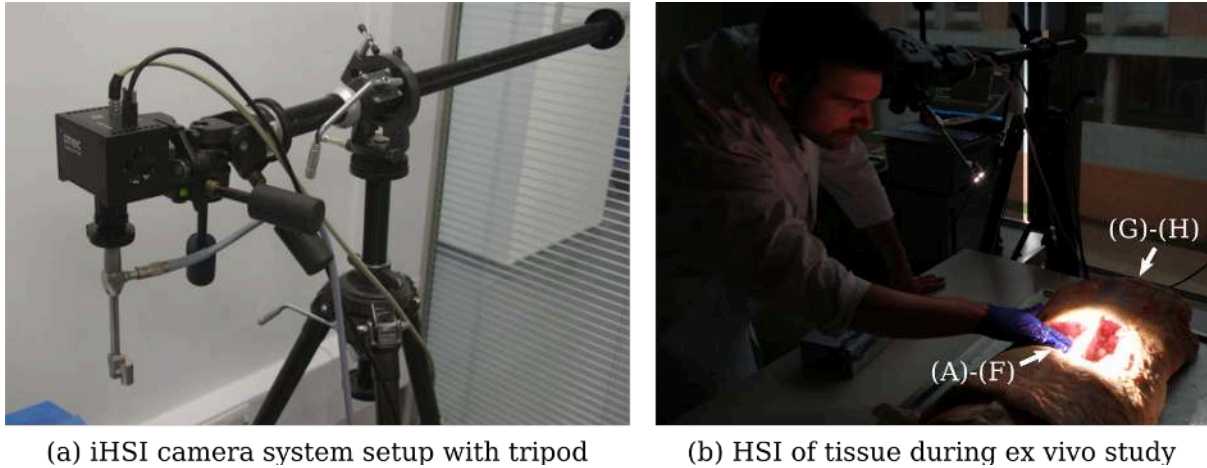 (G)-(H)
(A)-(F)
(a) iHSI camera system setup with tripod
(b) HSI of tissue during ex vivo study